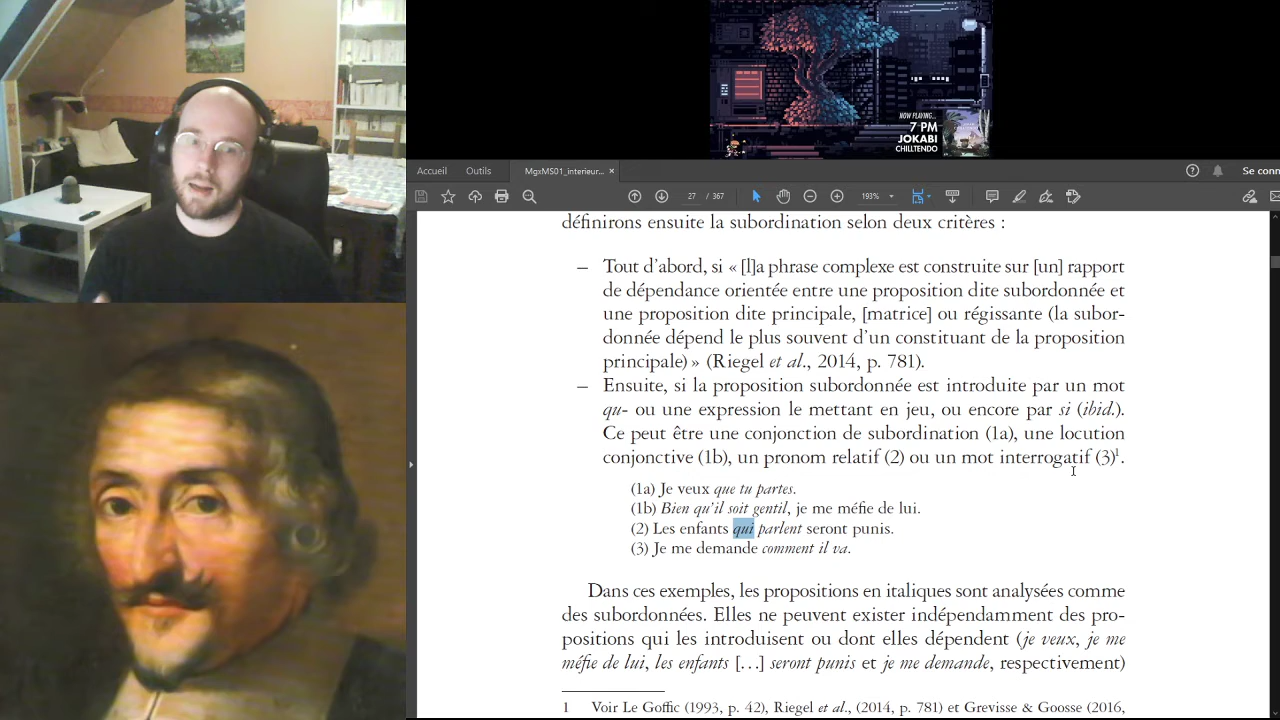 NOW PLAYING...
7 PM
JOKABI
CHILLTENDO
Accueil
Outils
MgxMS01_interieur...
×
Se conn
27 / 367
193%
définirons ensuite la subordination selon deux critères :
– Tout d’abord, si « [l]a phrase complexe est construite sur [un] rapport
de dépendance orientée entre une proposition dite subordonnée et
une proposition dite principale, [matrice] ou régissante (la subor-
donnée dépend le plus souvent d’un constituant de la proposition
principale) » (Riegel et al., 2014, p. 781).
– Ensuite, si la proposition subordonnée est introduite par un mot
qu- ou une expression le mettant en jeu, ou encore par si (ibid.).
Ce peut être une conjonction de subordination (1a), une locution
conjonctive (1b), un pronom relatif (2) ou un mot interrogatif (3)¹.
(1a) Je veux que tu partes.
(1b) Bien qu’il soit gentil, je me méfie de lui.
(2) Les enfants qui parlent seront punis.
(3) Je me demande comment il va.
Dans ces exemples, les propositions en italiques sont analysées comme
des subordonnées. Elles ne peuvent exister indépendamment des pro-
positions qui les introduisent ou dont elles dépendent (je veux, je me
méfie de lui, les enfants […] seront punis et je me demande, respectivement)
1 Voir Le Goffic (1993, p. 42), Riegel et al., (2014, p. 781) et Grevisse & Goosse (2016,